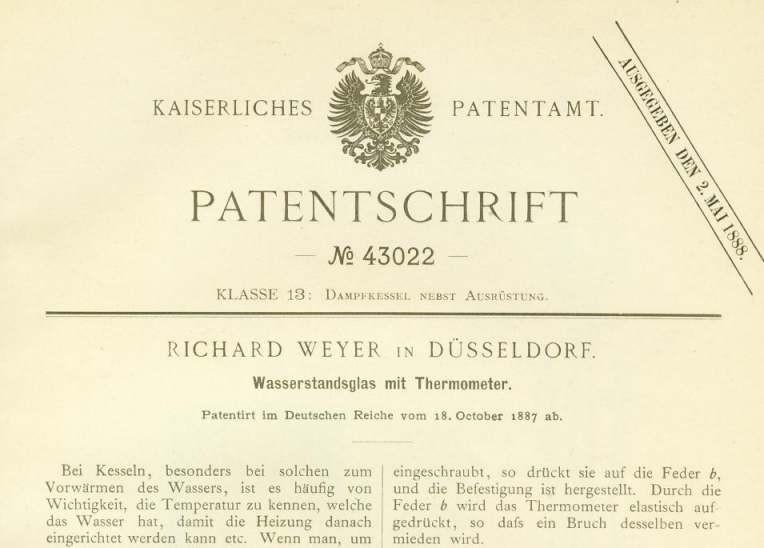 KAISERLICHES PATENTAMT.
AUSGEGEBEN DEN 2. MAI 1888.
PATENTSCHRIFT
— № 43022 —
KLASSE 13: DAMPFKESSEL NEBST AUSRÜSTUNG.
RICHARD WEYER IN DÜSSELDORF.
Wasserstandsglas mit Thermometer.
Patentirt im Deutschen Reiche vom 18. October 1887 ab.
Bei Kesseln, besonders bei solchen zum
Vorwärmen des Wassers, ist es häufig von
Wichtigkeit, die Temperatur zu kennen, welche
das Wasser hat, damit die Heizung danach
eingerichtet werden kann etc. Wenn man, um
eingeschraubt, so drückt sie auf die Feder b,
und die Befestigung ist hergestellt. Durch die
Feder b wird das Thermometer elastisch auf-
gedrückt, so daſs ein Bruch desselben ver-
mieden wird.